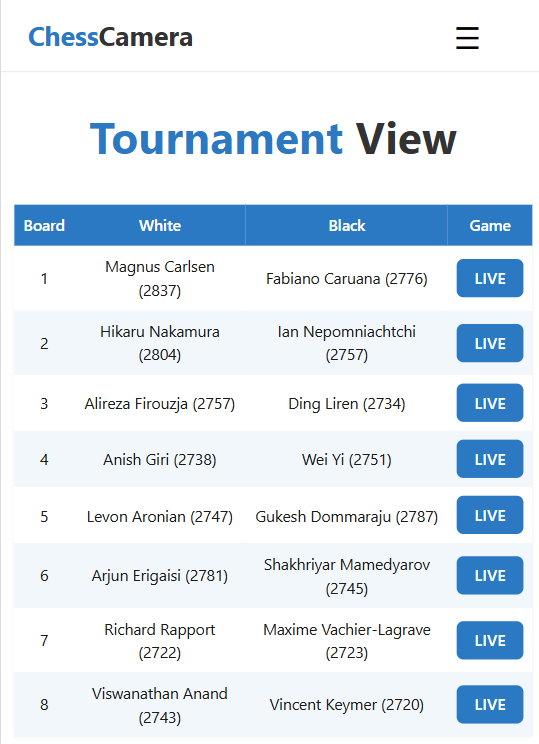 ChessCamera
Tournament View
Board White Black Game
1 Magnus Carlsen (2837) Fabiano Caruana (2776) LIVE
2 Hikaru Nakamura (2804) Ian Nepomniachtchi (2757) LIVE
3 Alireza Firouzja (2757) Ding Liren (2734) LIVE
4 Anish Giri (2738) Wei Yi (2751) LIVE
5 Levon Aronian (2747) Gukesh Dommaraju (2787) LIVE
6 Arjun Erigaisi (2781) Shakhriyar Mamedyarov (2745) LIVE
7 Richard Rapport (2722) Maxime Vachier-Lagrave (2723) LIVE
8 Viswanathan Anand (2743) Vincent Keymer (2720) LIVE